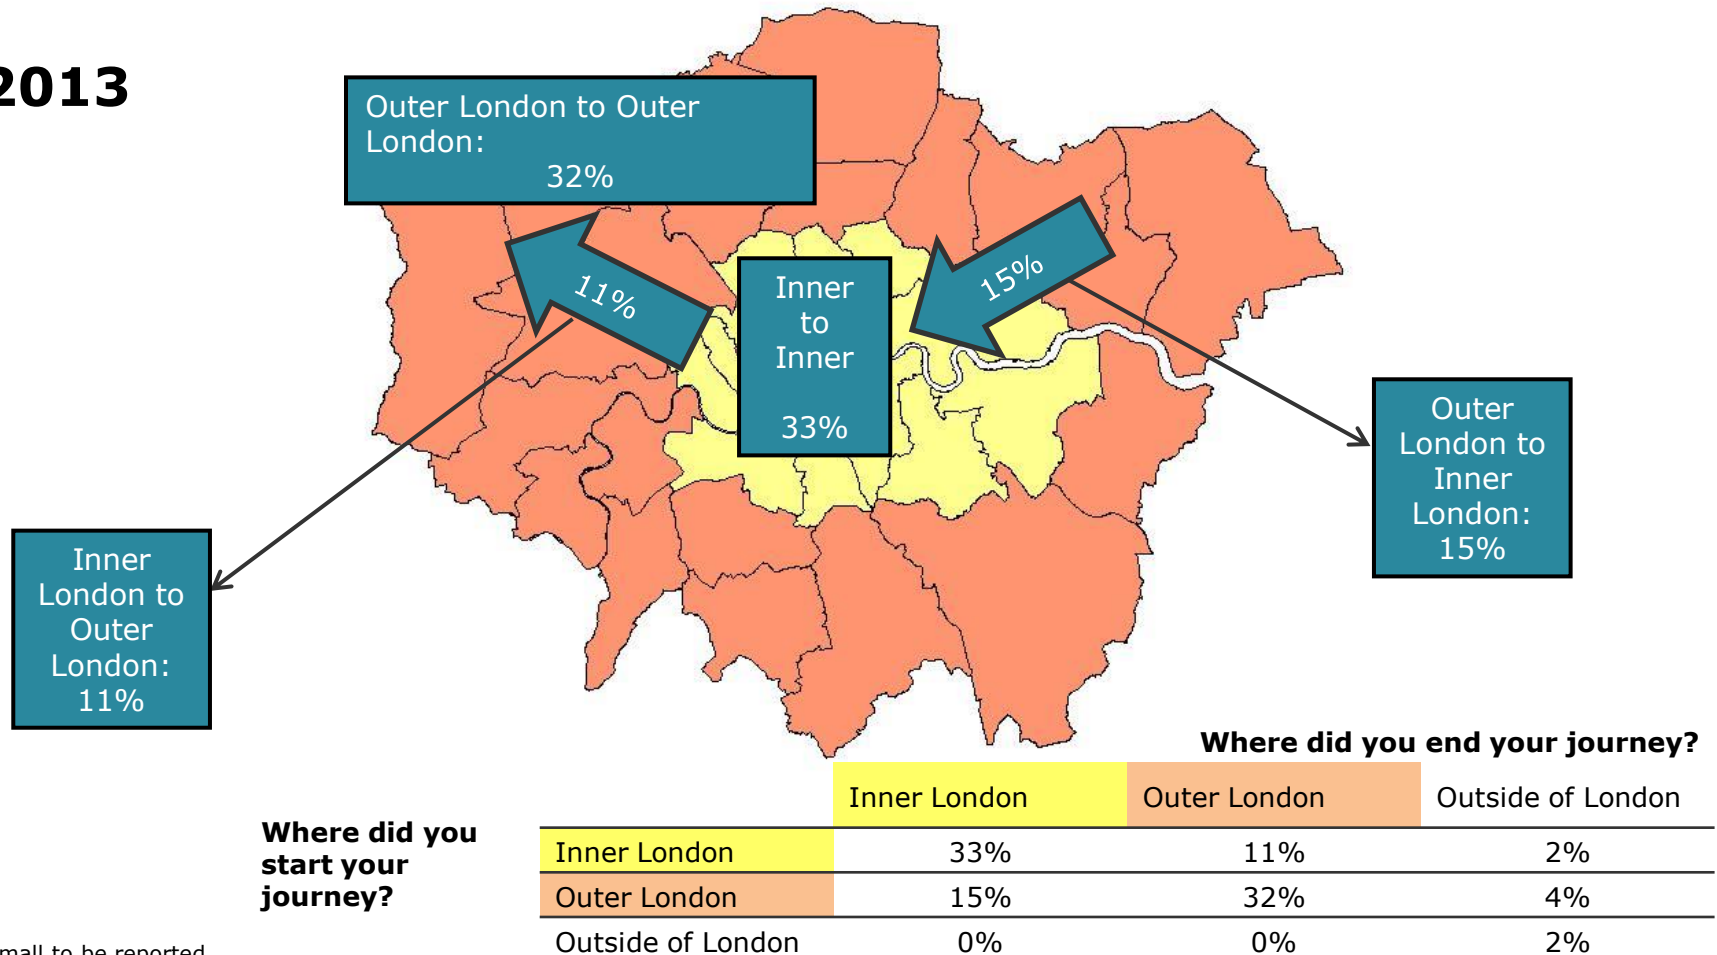 2013
Outer London to Outer
London:
32%
11%
15%
Inner
to
Inner
33%
Outer
London to
Inner
London:
15%
Inner
London to
Outer
London:
11%
Where did you end your journey?
Inner London Outer London Outside of London
Where did you
start your
journey?
Inner London 33% 11% 2%
Outer London 15% 32% 4%
Outside of London 0% 0% 2%
to be reported